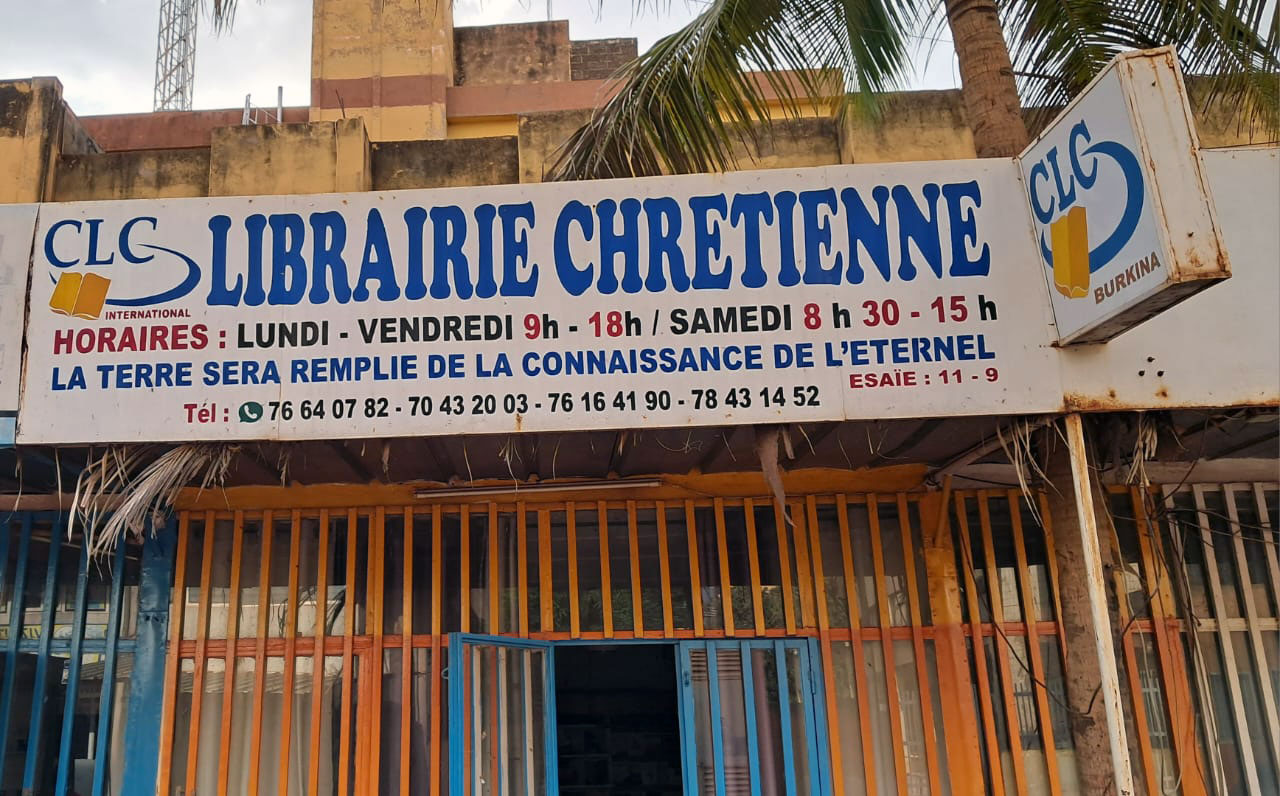 CLC
INTERNATIONAL
LIBRAIRIE CHRETIENNE
HORAIRES : LUNDI - VENDREDI 9h - 18h / SAMEDI 8 h 30 - 15 h
LA TERRE SERA REMPLIE DE LA CONNAISSANCE DE L'ETERNEL
ESAÏE : 11 - 9
Tél : 76 64 07 82 - 70 43 20 03 - 76 16 41 90 - 78 43 14 52
CLC
BURKINA